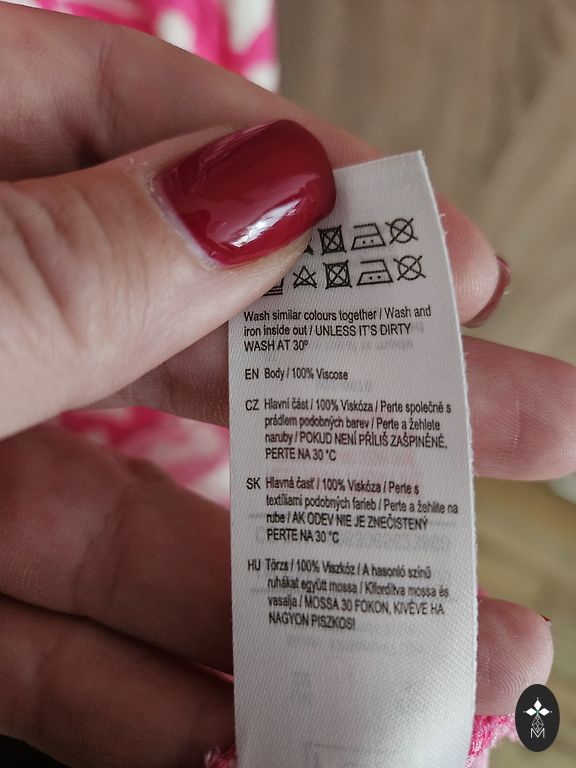 Wash similar colours together / Wash and
iron inside out / UNLESS IT'S DIRTY
WASH AT 30º
EN Body / 100% Viscose
CZ Hlavní část / 100% Viskóza / Perte společně s
prádlem podobných barev / Perte a žehlete
naruby / POKUD NENÍ PŘÍLIŠ ZAŠPINĚNÉ,
PERTE NA 30 °C
SK Hlavná časť / 100% Viskóza / Perte s
textíliami podobných farieb / Perte a žehlite na
rube / AK ODEV NIE JE ZNEČISTENÝ
PERTE NA 30 °C
HU Törzs / 100% Viszkóz / A hasonló színű
ruhákat együtt mossa / Kifordítva mossa és
vasalja / MOSSA 30 FOKON, KIVÉVE HA
NAGYON PISZKOS!
M